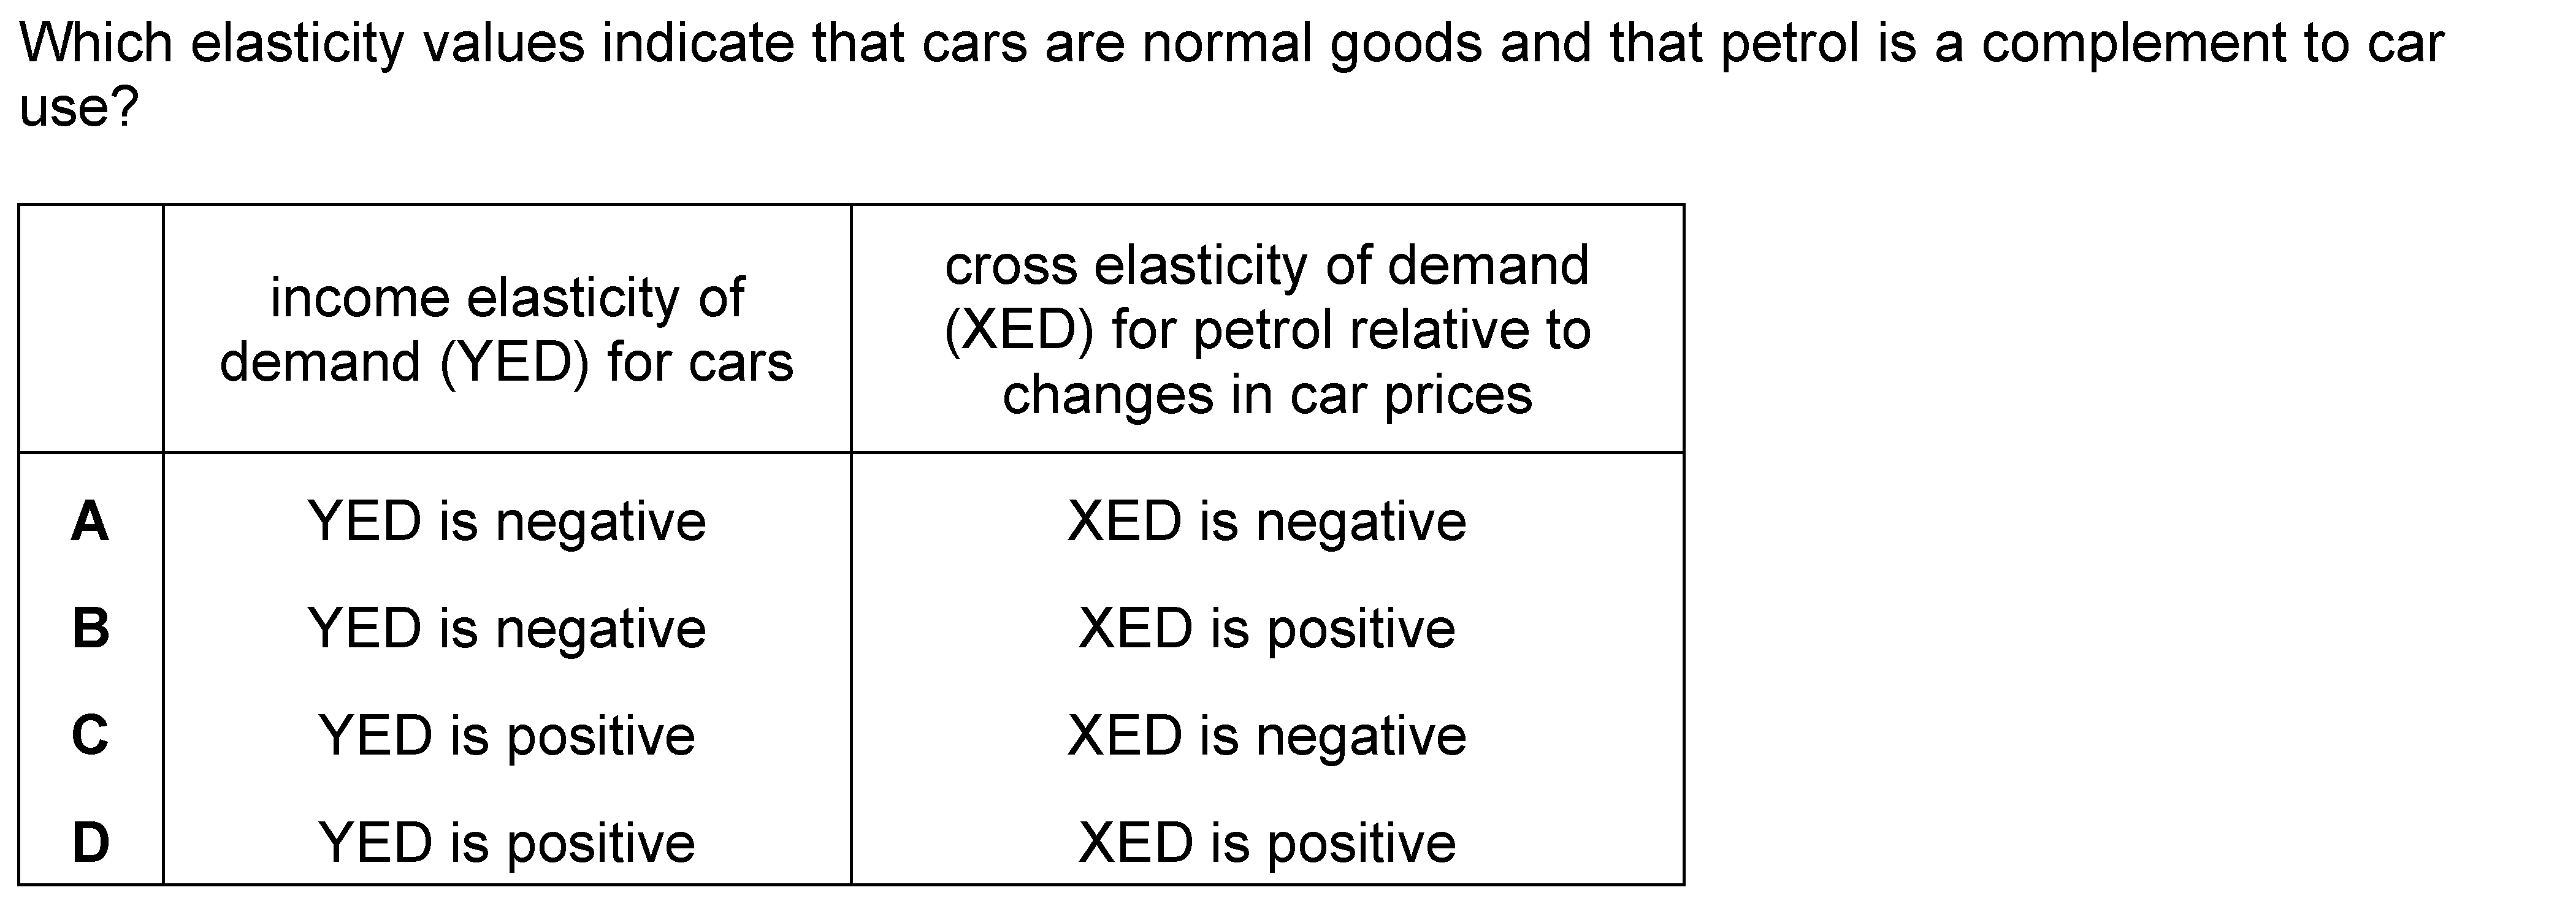 Which elasticity values indicate that cars are normal goods and that petrol is a complement to car
use?
income elasticity of
demand (YED) for cars
cross elasticity of demand
(XED) for petrol relative to
changes in car prices
A YED is negative XED is negative
B YED is negative XED is positive
C YED is positive XED is negative
D YED is positive XED is positive